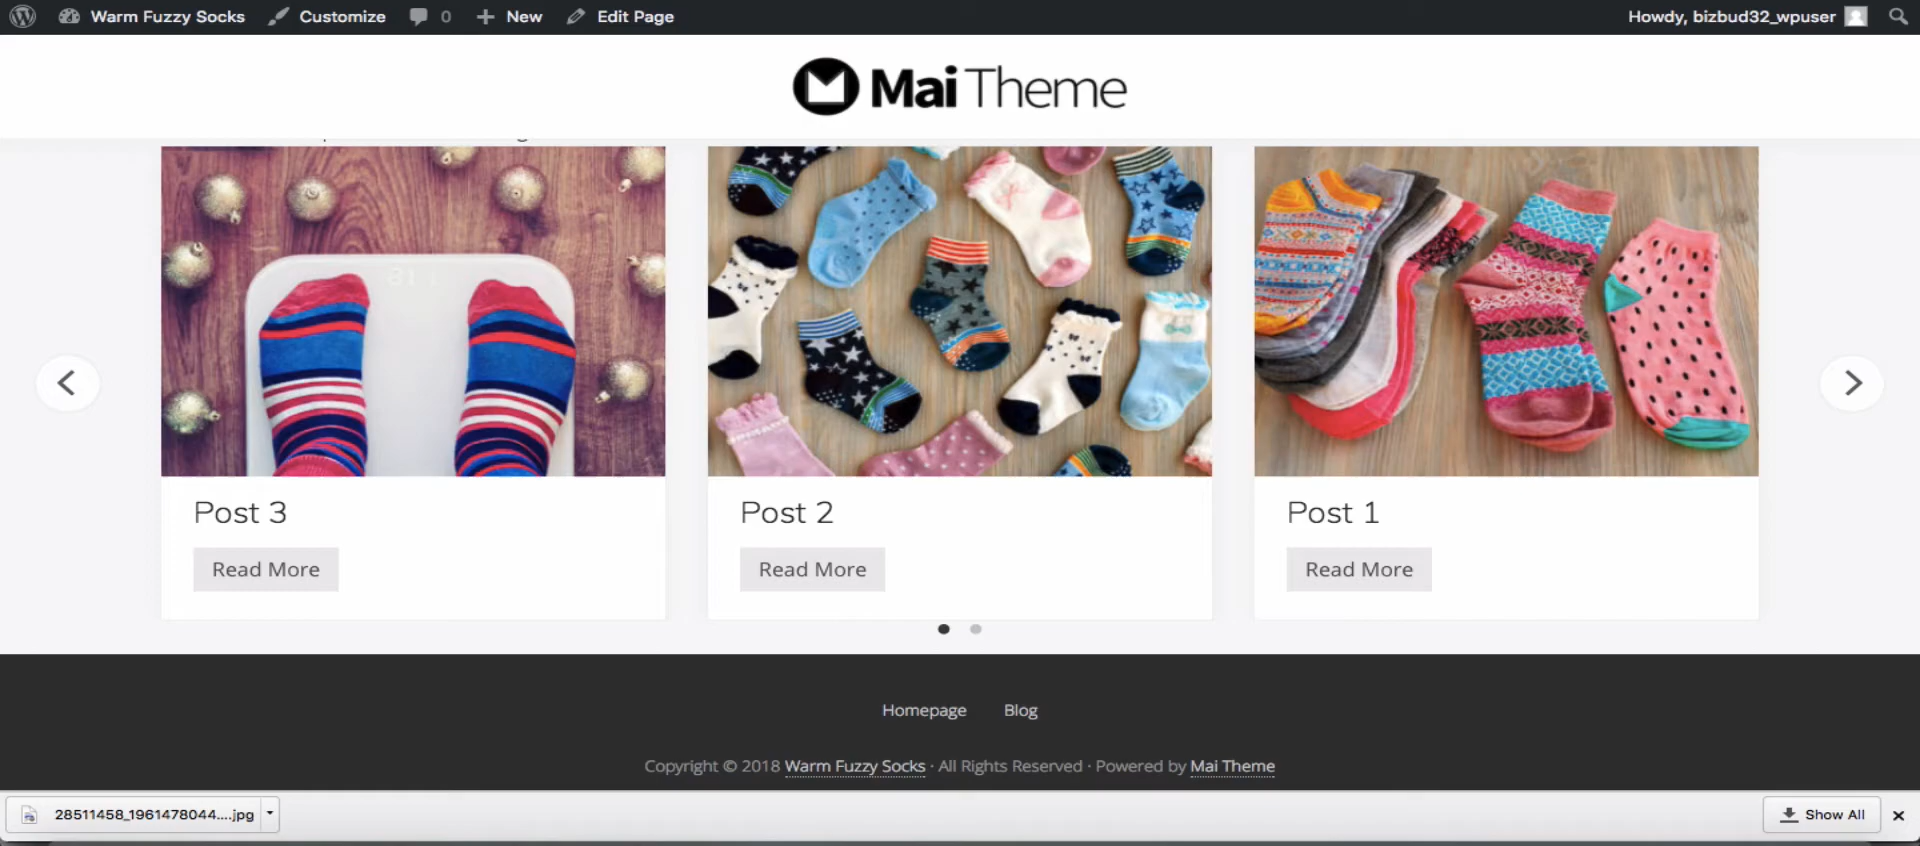 Warm Fuzzy Socks Customize 0 New Edit Page Howdy, bizbud32_wpuser
Mai Theme
Post 3
Read More
Post 2
Read More
Post 1
Read More
Homepage Blog
Copyright © 2018 Warm Fuzzy Socks · All Rights Reserved · Powered by Mai Theme
28511458_1961478044....jpg Show All